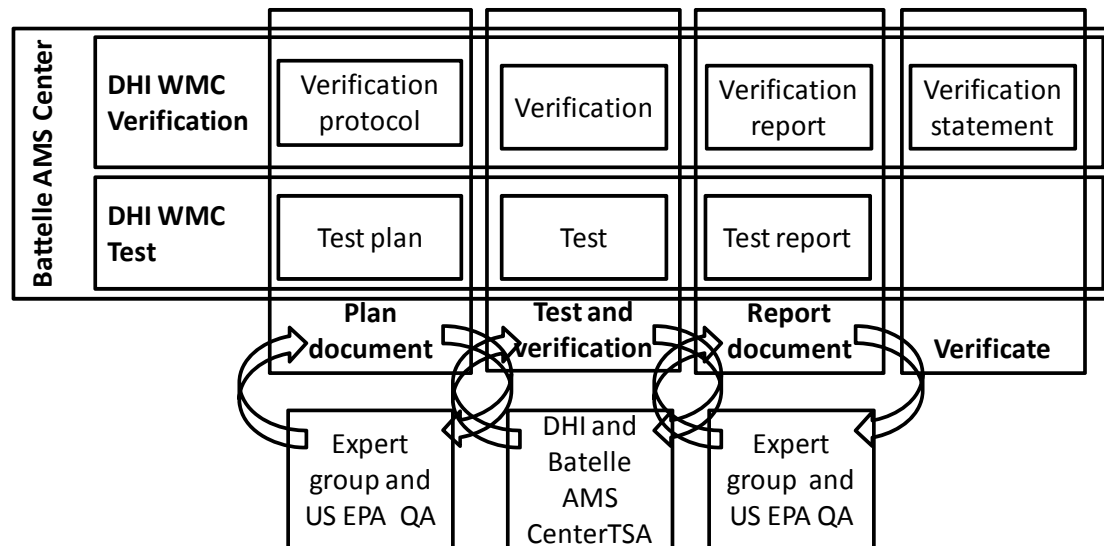 Battelle AMS Center
DHI WMC
Verification
Verification
protocol
Verification
Verification
report
Verification
statement
DHI WMC
Test
Test plan
Test
Test report
Plan
document
Test and
verification
Report
document
Verificate
Expert
group and
US EPA QA
DHI and
Batelle
AMS
CenterTSA
Expert
group and
US EPA QA